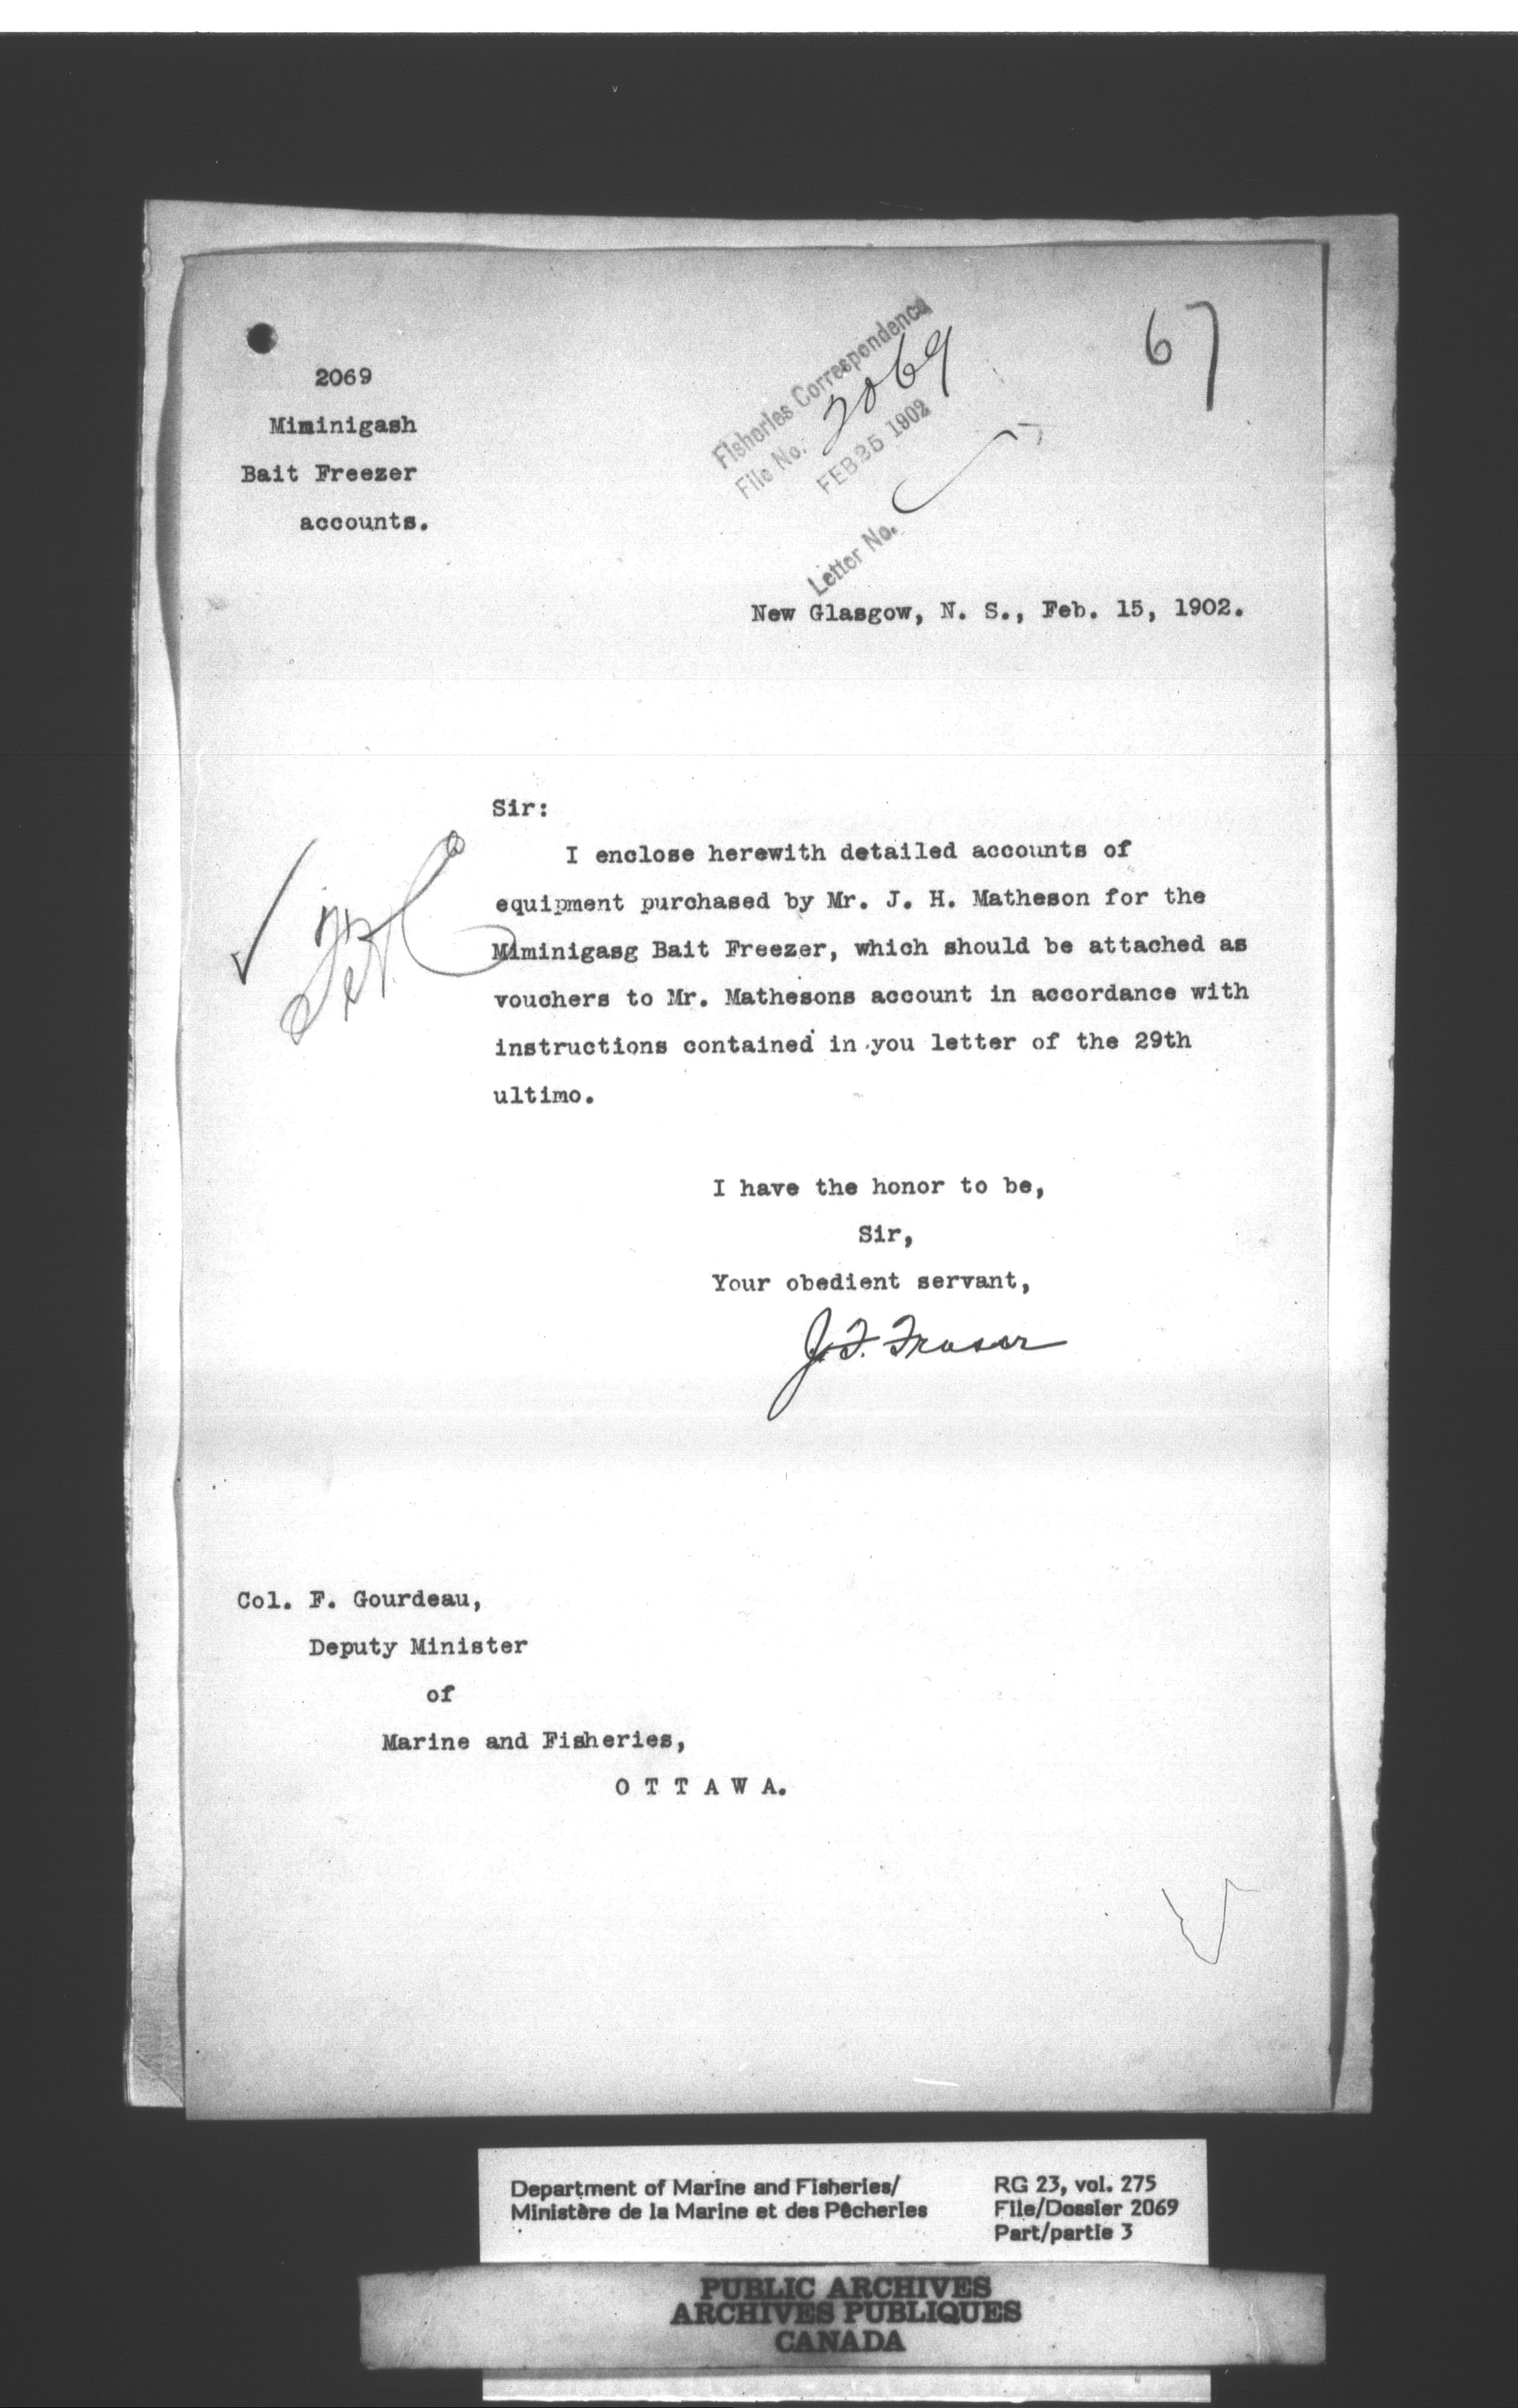 67
Fisheries Correspondence
File No. 2069
FEB 25 1902
Letter No.
2069
Miminigash
Bait Freezer
accounts.
New Glasgow, N. S., Feb. 15, 1902.
Sir:
I enclose herewith detailed accounts of
equipment purchased by Mr. J. H. Matheson for the
Miminigasg Bait Freezer, which should be attached as
vouchers to Mr. Mathesons account in accordance with
instructions contained in you letter of the 29th
ultimo.
I have the honor to be,
Sir,
Your obedient servant,
J. F. Fraser
Col. F. Gourdeau,
Deputy Minister
of
Marine and Fisheries,
O T T A W A.
Department of Marine and Fisheries/
Ministère de la Marine et des Pêcheries
RG 23, vol. 275
File/Dossier 2069
Part/partie 3
PUBLIC ARCHIVES
ARCHIVES PUBLIQUES
CANADA